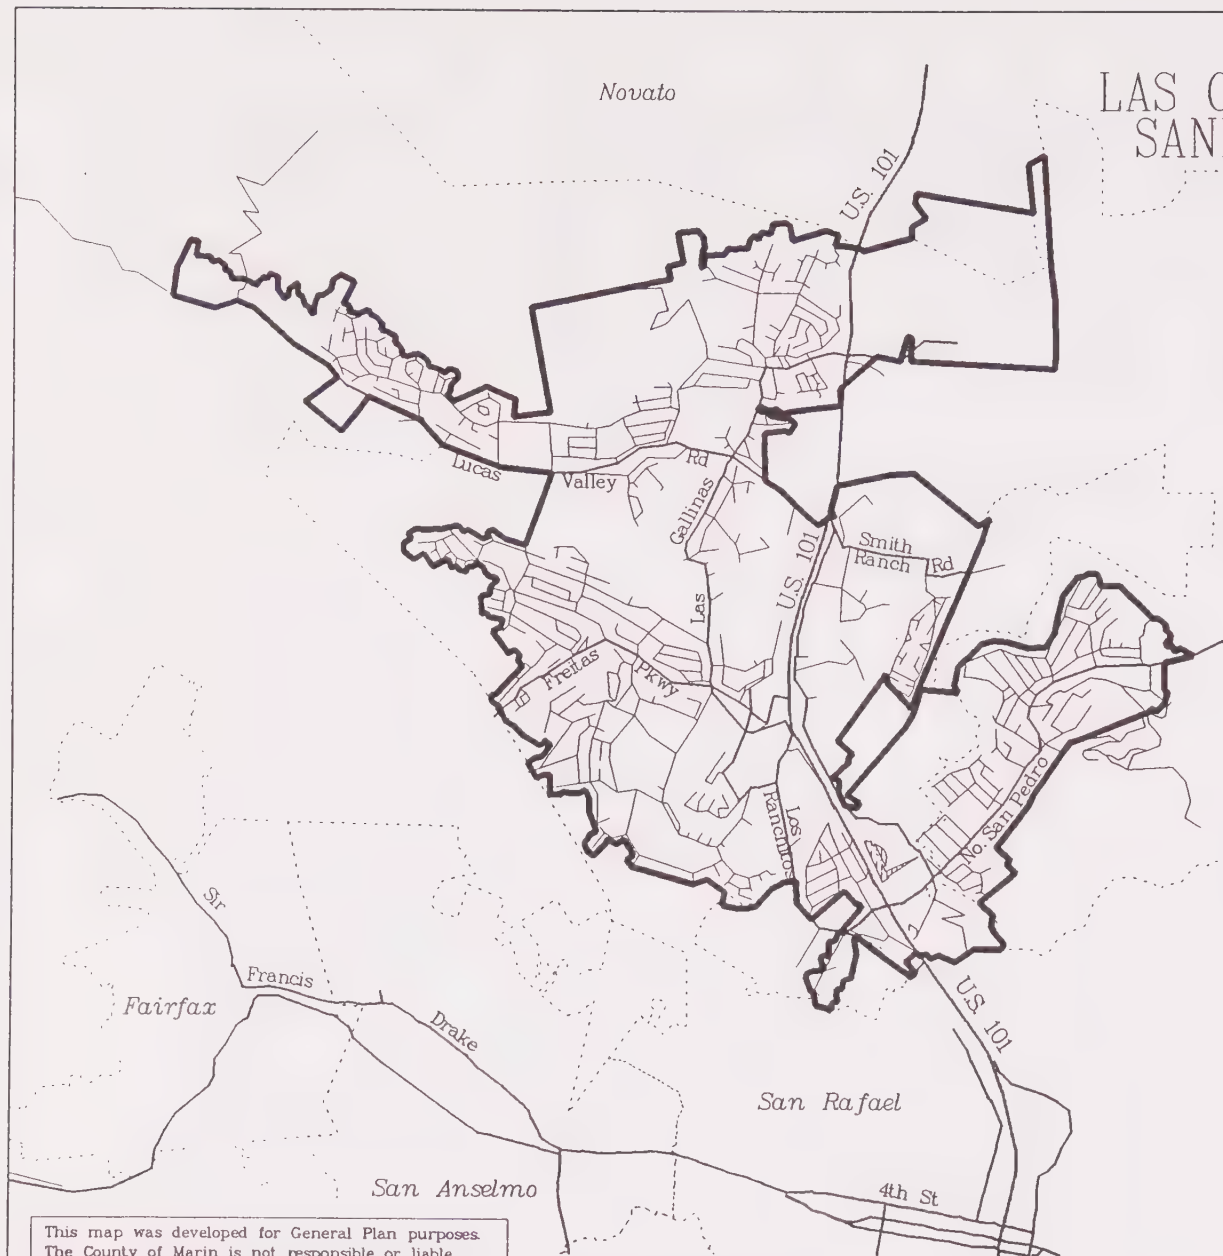 Novato
LAS
SAN
U.S. 101
Lucas
Valley
Rd
Gallinas
Las
U.S. 101
Smith
Ranch Rd
Freitas
Pkwy
Los
Ranchitos
No. San Pedro
Sir
Francis
Drake
Fairfax
U.S. 101
San Rafael
San Anselmo
4th St
This map was developed for General Plan purposes.
The County of Marin is not responsible or liable